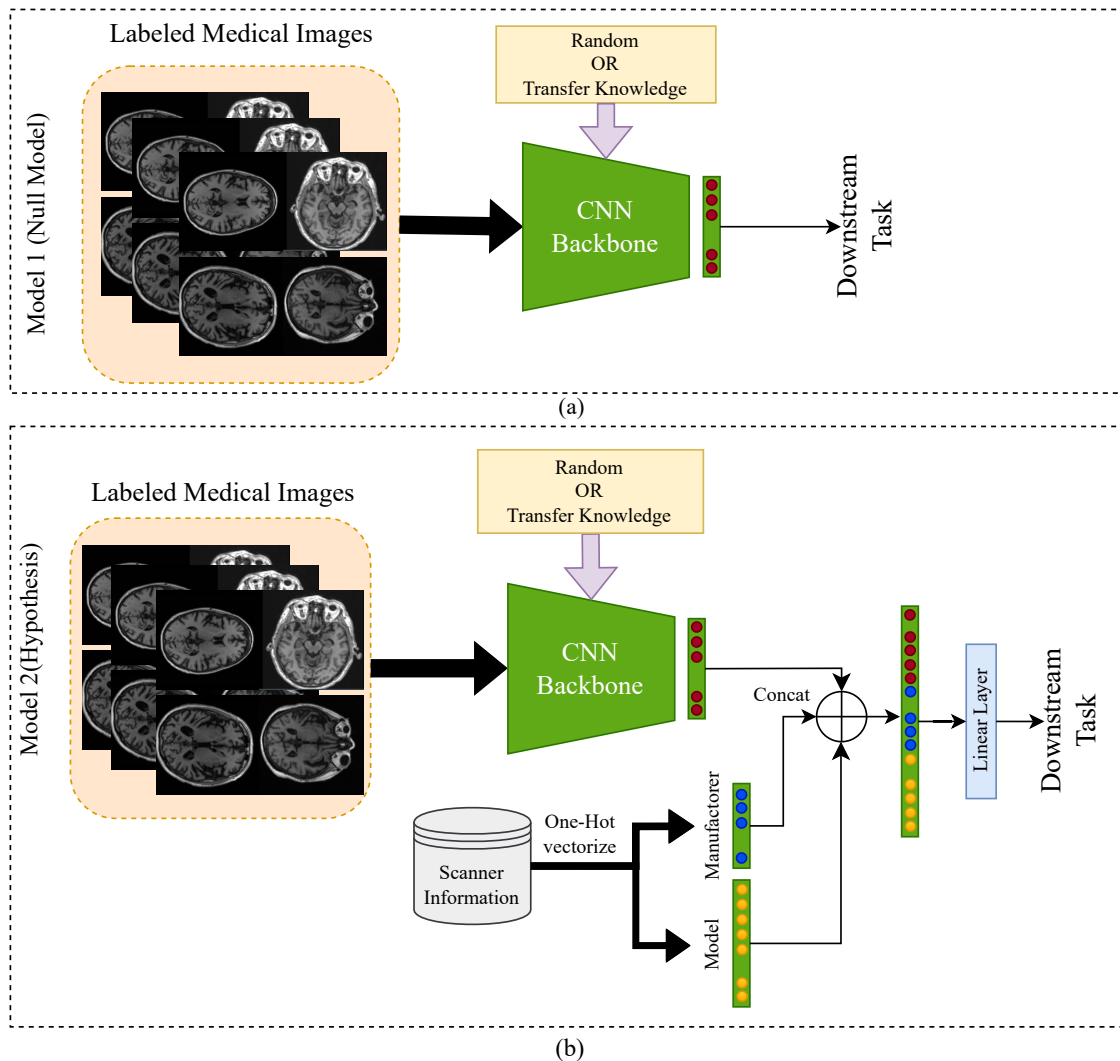 Labeled Medical Images
Random
OR
Transfer Knowledge
Model 1 (Null Model)
CNN
Backbone
Downstream
Task
(a)
Random
OR
Transfer Knowledge
Labeled Medical Images
Model 2(Hypothesis)
CNN
Backbone
Concat
Linear Layer
Downstream
Task
One-Hot
vectorize
Scanner
Information
Manufactorer
Model
(b)